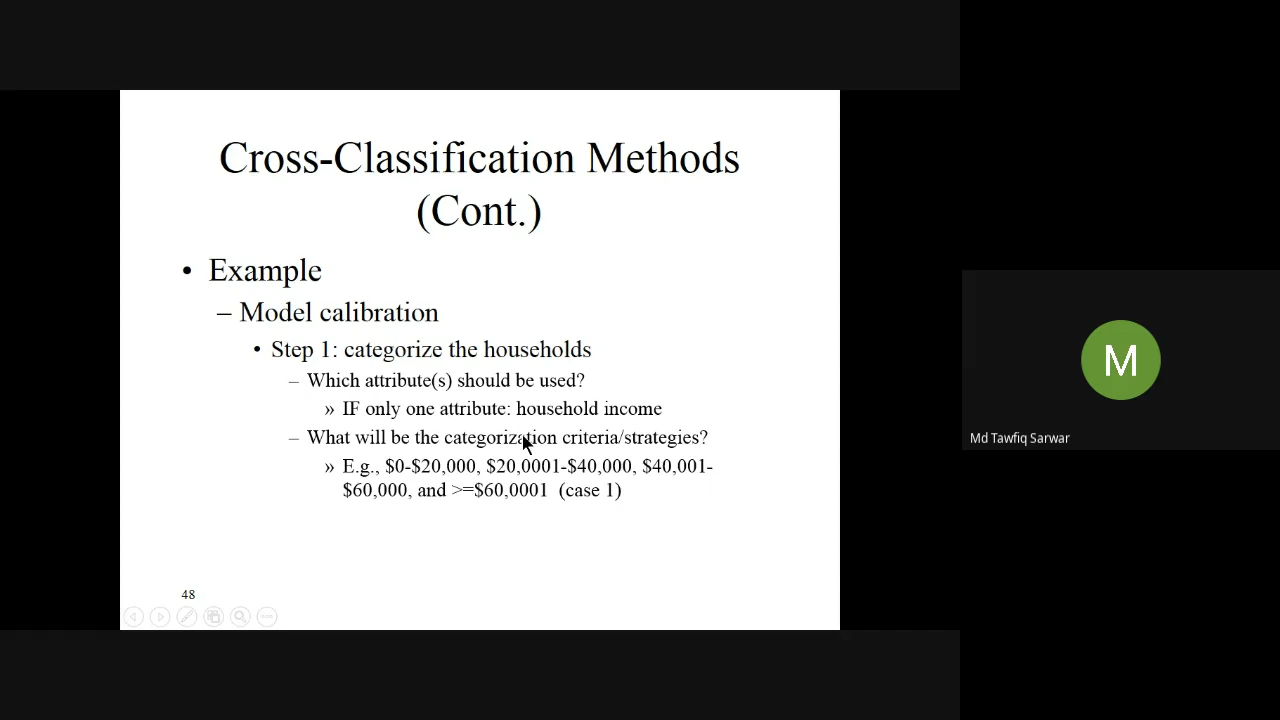 Cross-Classification Methods
(Cont.)
• Example
– Model calibration
• Step 1: categorize the households
– Which attribute(s) should be used?
» IF only one attribute: household income
– What will be the categorization criteria/strategies?
» E.g., $0-$20,000, $20,0001-$40,000, $40,001-
$60,000, and >=$60,0001 (case 1)
48
M
Md Tawfiq Sarwar